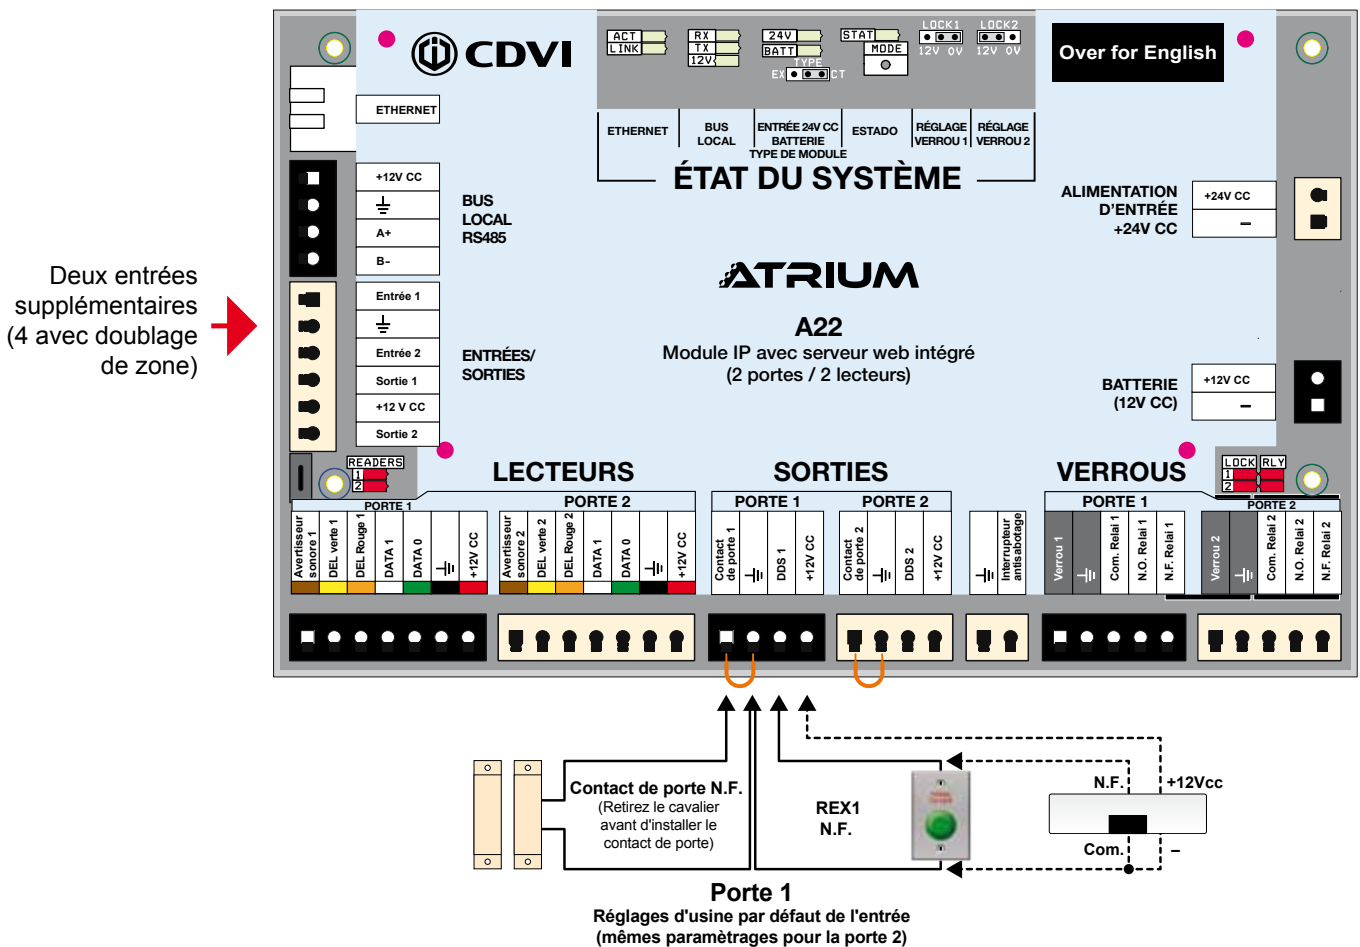 CDVI
ACT
LINK
RX
TX
12V
24V
BATT
TYPE
EX
CT
STAT
MODE
LOCK1
12V 0V
LOCK2
12V 0V
Over for English
ETHERNET
ETHERNET
BUS
LOCAL
ENTRÉE 24V CC
BATTERIE
TYPE DE MODULE
ESTADO
RÉGLAGE
VERROU 1
RÉGLAGE
VERROU 2
ÉTAT DU SYSTÈME
+12V CC
A+
B-
BUS
LOCAL
RS485
ALIMENTATION
D'ENTRÉE
+24V CC
+24V CC
–
Deux entrées
supplémentaires
(4 avec doublage
de zone)
Entrée 1
Entrée 2
Sortie 1
+12 V CC
Sortie 2
ENTRÉES/
SORTIES
ATRIUM
A22
Module IP avec serveur web intégré
(2 portes / 2 lecteurs)
BATTERIE
(12V CC)
+12V CC
–
READERS
1
2
LECTEURS
SORTIES
VERROUS
LOCK
RLY
1
2
PORTE 1
PORTE 2
PORTE 1
PORTE 2
PORTE 1
PORTE 2
Avertisseur
sonore 1
DEL verte 1
DEL Rouge 1
DATA 1
DATA 0
+12V CC
Avertisseur
sonore 2
DEL verte 2
DEL Rouge 2
DATA 1
DATA 0
+12V CC
Contact
de porte 1
DDS 1
+12V CC
Contact
de porte 2
DDS 2
+12V CC
Interrupteur
antisabotage
Verrou 1
Com. Relai 1
N.O. Relai 1
N.F. Relai 1
Verrou 2
Com. Relai 2
N.O. Relai 2
N.F. Relai 2
Contact de porte N.F.
(Retirez le cavalier
avant d'installer le
contact de porte)
REX1
N.F.
N.F.
+12Vcc
Com.
–
Porte 1
Réglages d'usine par défaut de l'entrée
(mêmes paramètrages pour la porte 2)